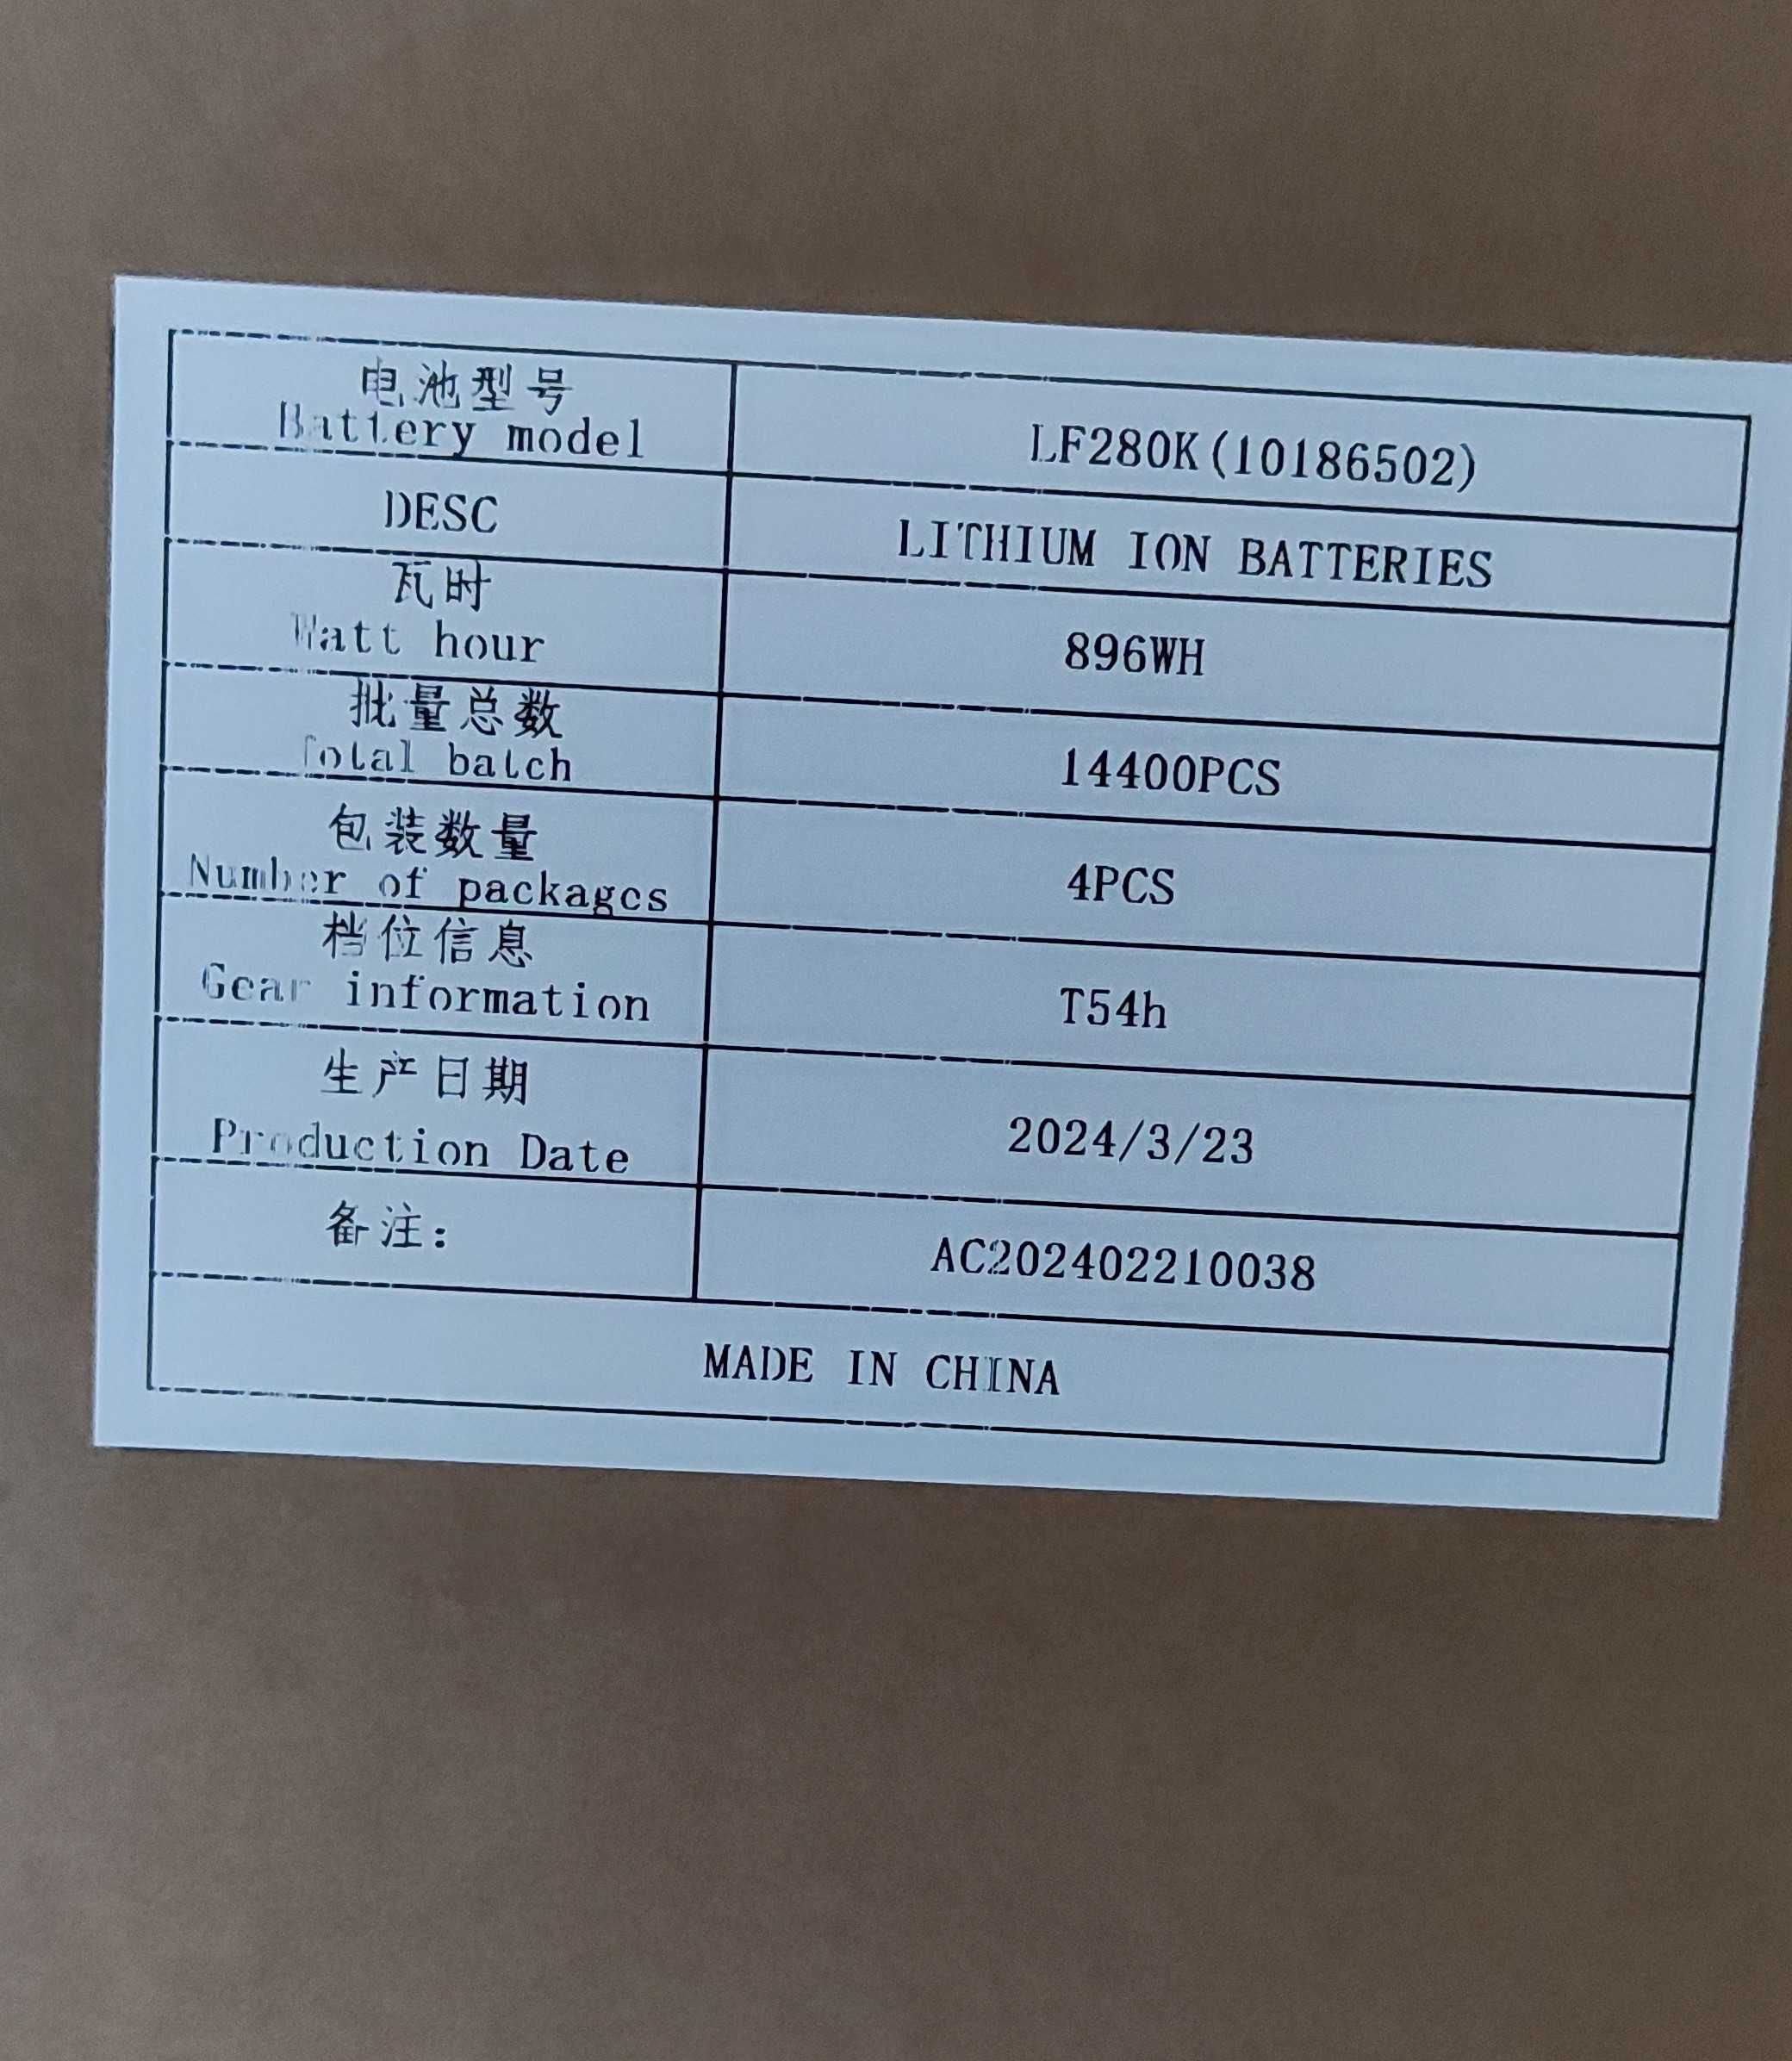 电池型号
Battery model
LF280K(10186502)
DESC
LITHIUM ION BATTERIES
瓦时
Watt hour
896WH
批量总数
Total batch
14400PCS
包装数量
Number of packages
4PCS
档位信息
Gear information
T54h
生产日期
Production Date
2024/3/23
备注：
AC202402210038
MADE IN CHINA